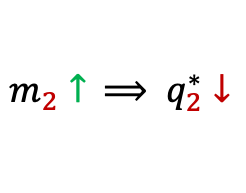 m₂ ↑ ⟹ q₂* ↓